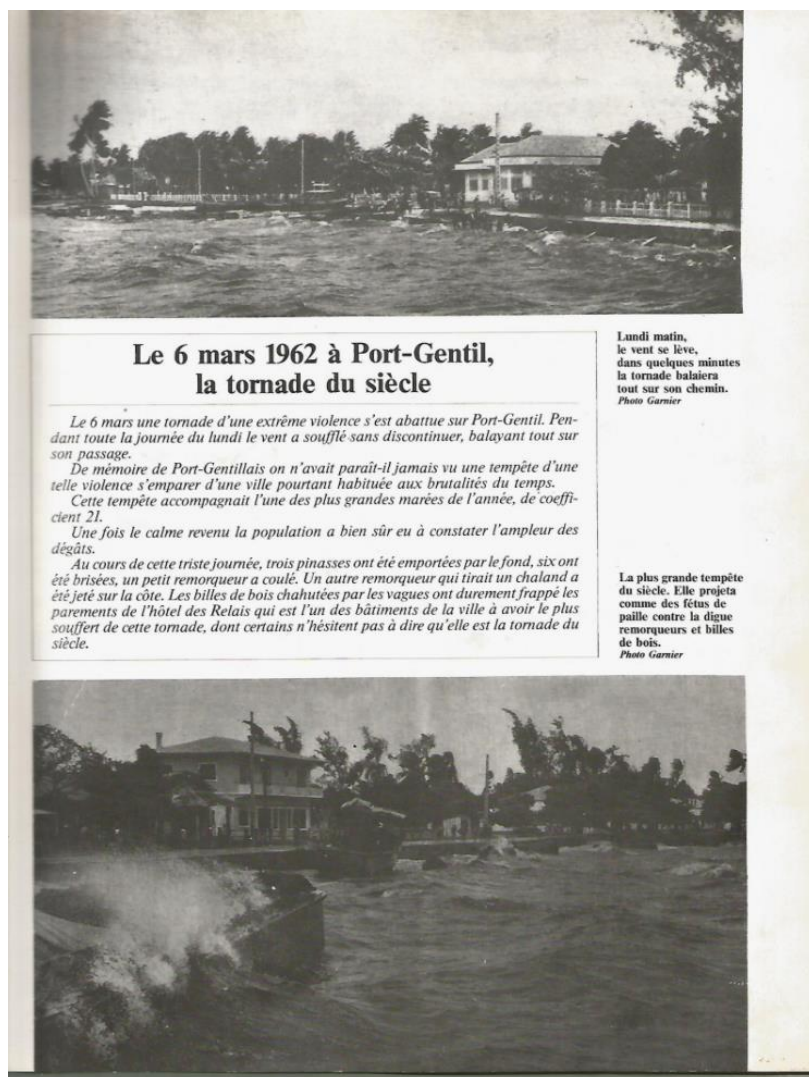 Le 6 mars 1962 à Port-Gentil,
la tornade du siècle
Le 6 mars une tornade d'une extrême violence s'est abattue sur Port-Gentil. Pen-
dant toute la journée du lundi le vent a soufflé sans discontinuer, balayant tout sur
son passage.
De mémoire de Port-Gentillais on n'avait paraît-il jamais vu une tempête d'une
telle violence s'emparer d'une ville pourtant habituée aux brutalités du temps.
Cette tempête accompagnait l'une des plus grandes marées de l'année, de coeffi-
cient 21.
Une fois le calme revenu la population a bien sûr eu à constater l'ampleur des
dégâts.
Au cours de cette triste journée, trois pinasses ont été emportées par le fond, six ont
été brisées, un petit remorqueur a coulé. Un autre remorqueur qui tirait un chaland a
été jeté sur la côte. Les billes de bois chahutées par les vagues ont durement frappé les
parements de l'hôtel des Relais qui est l'un des bâtiments de la ville à avoir le plus
souffert de cette tornade, dont certains n'hésitent pas à dire qu'elle est la tornade du
siècle.
Lundi matin,
le vent se lève,
dans quelques minutes
la tornade balaiera
tout sur son chemin.
Photo Garnier
La plus grande tempête
du siècle. Elle projeta
comme des fétus de
paille contre la digue
remorqueurs et billes
de bois.
Photo Garnier